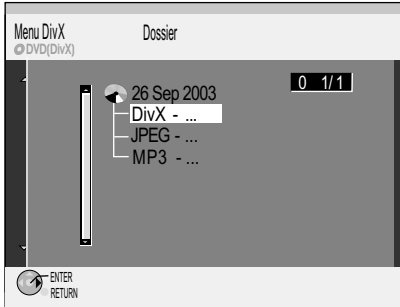 Menu DivX
Dossier
DVD(DivX)
0 1/1
26 Sep 2003
DivX - ...
JPEG - ...
MP3 - ...
ENTER
RETURN